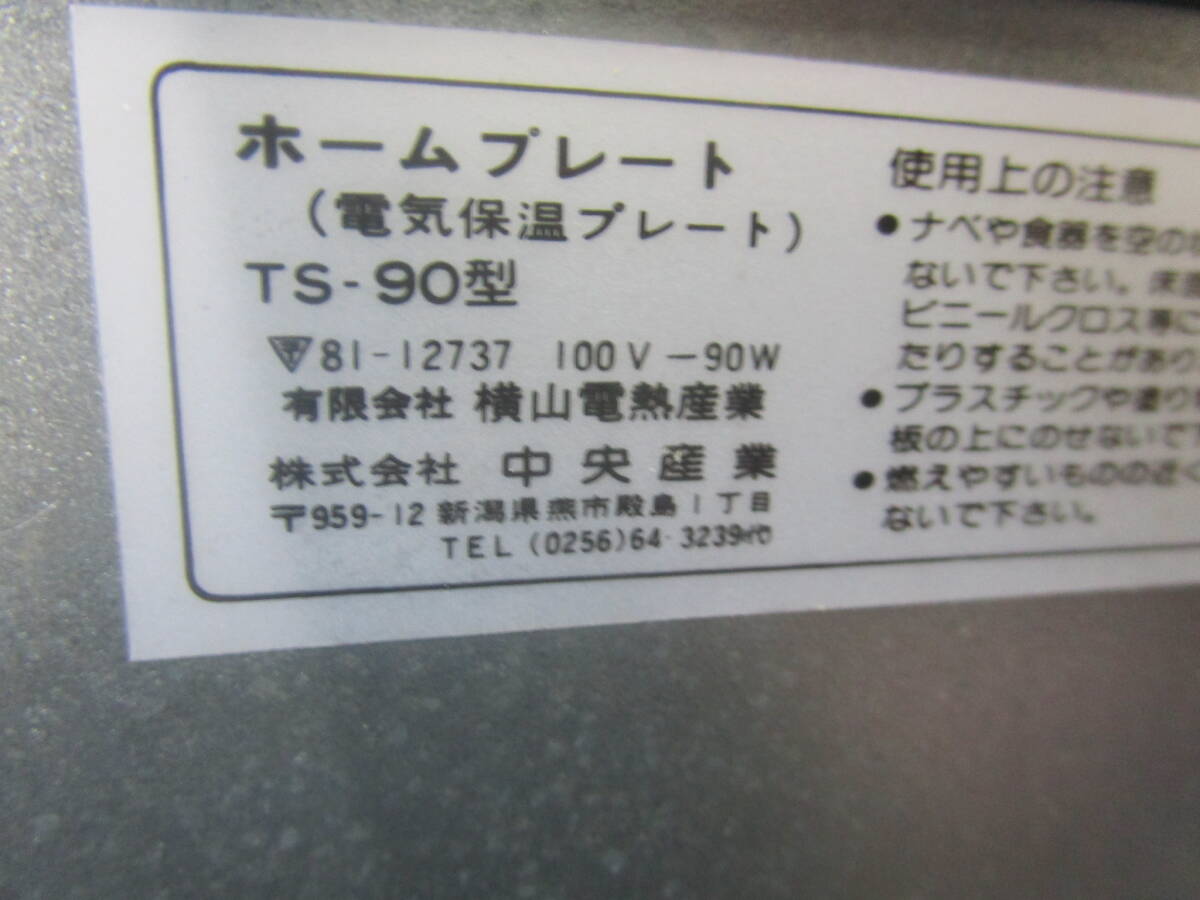 ホームプレート
(電気保温プレート)
TS-90型
81-12737 100V-90W
有限会社 横山電熱産業
株式会社 中央産業
〒959-12 新潟県燕市殿島1丁目
TEL (0256)64-3239代
使用上の注意
●ナベや食器を空の
ないで下さい。床
ビニールクロス等に
たりすることがあり
●プラスチックや塗り
板の上にのせないで
●燃えやすいものの近く
ないで下さい。